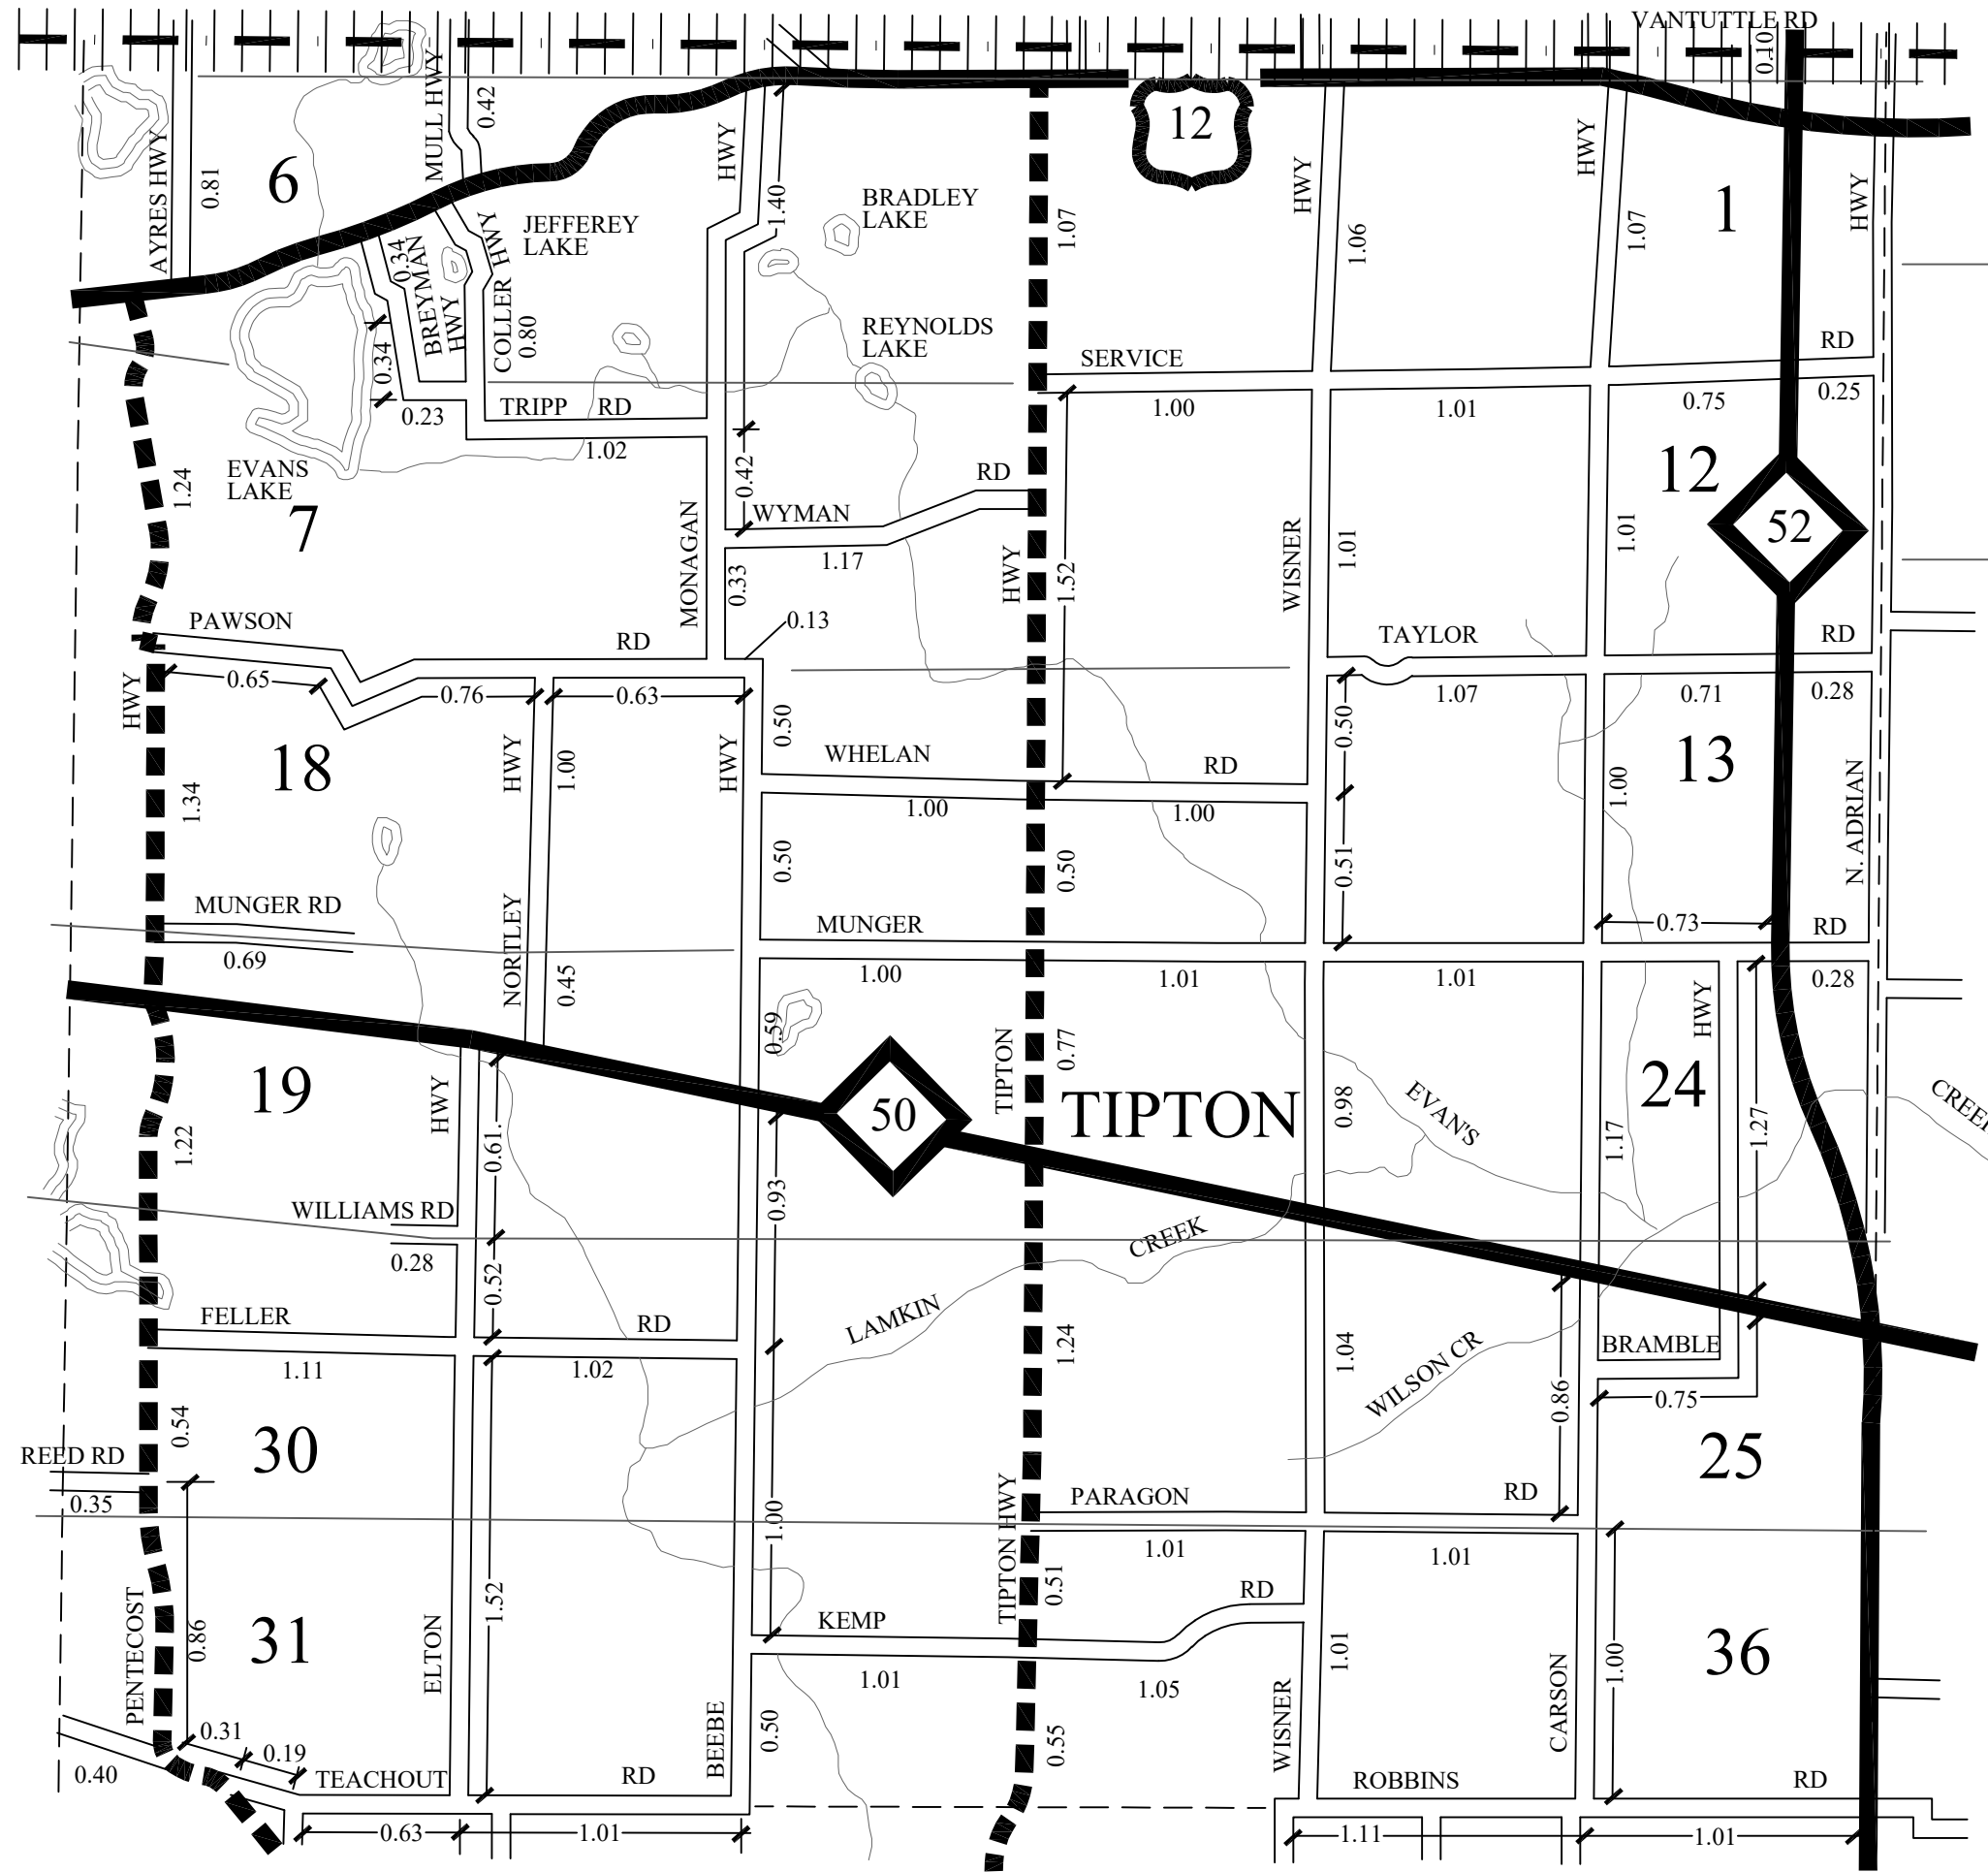 VANTUTTLE RD
0.10
AYRES HWY
0.81
6
MULL HWY
0.42
HWY
1.40
BRADLEY
LAKE
12
1.07
HWY
1.06
HWY
1.07
1
HWY
JEFFEREY
LAKE
0.34
BREYMAN
HWY
COLLER HWY
0.80
0.34
0.23
TRIPP RD
1.02
REYNOLDS
LAKE
SERVICE
RD
1.00
1.01
0.75
0.25
EVANS
LAKE
7
1.24
0.42
WYMAN
RD
1.17
0.33
MONAGAN
HWY
1.52
WISNER
1.01
1.01
12
52
PAWSON
RD
0.13
TAYLOR
RD
HWY
0.65
0.76
0.63
0.50
0.50
1.07
0.71
0.28
18
1.34
HWY
1.00
HWY
WHELAN
RD
1.00
1.00
13
1.00
N. ADRIAN
0.50
0.50
0.51
MUNGER RD
0.69
NORTLEY
0.45
MUNGER
RD
0.73
1.00
1.01
1.01
0.28
0.59
TIPTON
0.77
HWY
19
HWY
0.61
1.22
50
TIPTON
0.98
EVAN'S
24
1.17
1.27
CREEK
WILLIAMS RD
0.28
0.52
0.93
CREEK
LAMKIN
FELLER
RD
1.11
1.02
1.24
1.04
WILSON CR
0.86
BRAMBLE
0.75
0.54
30
25
REED RD
0.35
1.00
TIPTON HWY
PARAGON
RD
1.01
1.01
0.51
PENTECOST
0.86
31
ELTON
1.52
KEMP
RD
1.01
1.05
1.01
1.00
36
BEEBE
0.50
0.55
WISNER
CARSON
0.31
0.19
0.40
TEACHOUT
RD
ROBBINS
RD
0.63
1.01
1.11
1.01